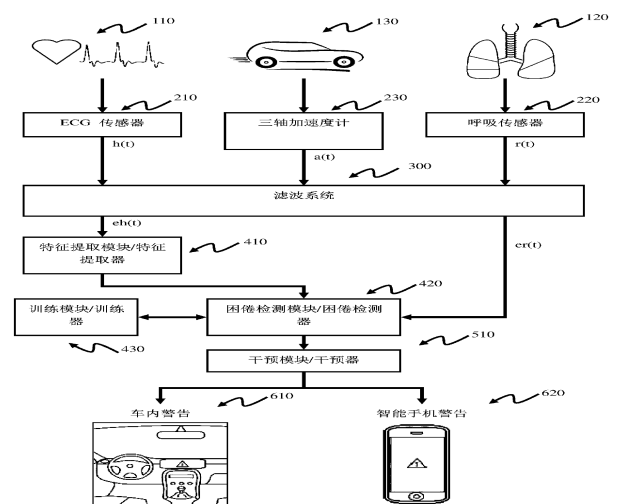 110
130
120
210
230
220
ECG 传感器
三轴加速度计
呼吸传感器
h(t)
a(t)
r(t)
300
滤波系统
eh(t)
er(t)
特征提取模块/特征
提取器
410
420
训练模块/训练
器
困倦检测模块/困倦检测
器
430
510
干预模块/干预器
610
620
车内警告
智能手机警告